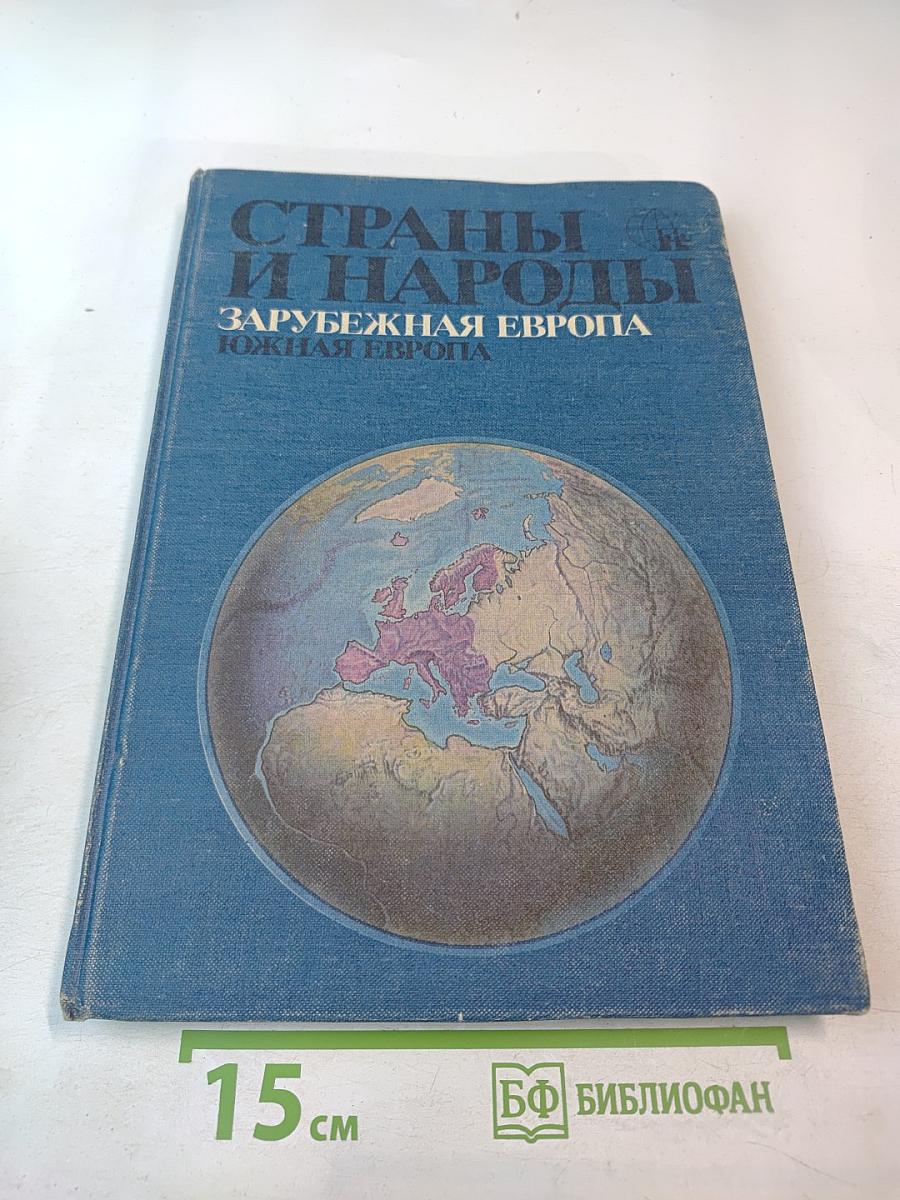 СТРАНЫ
И НАРОДЫ
ЗАРУБЕЖНАЯ ЕВРОПА
ЮЖНАЯ ЕВРОПА
15 см
БФ БИБЛИОФАН